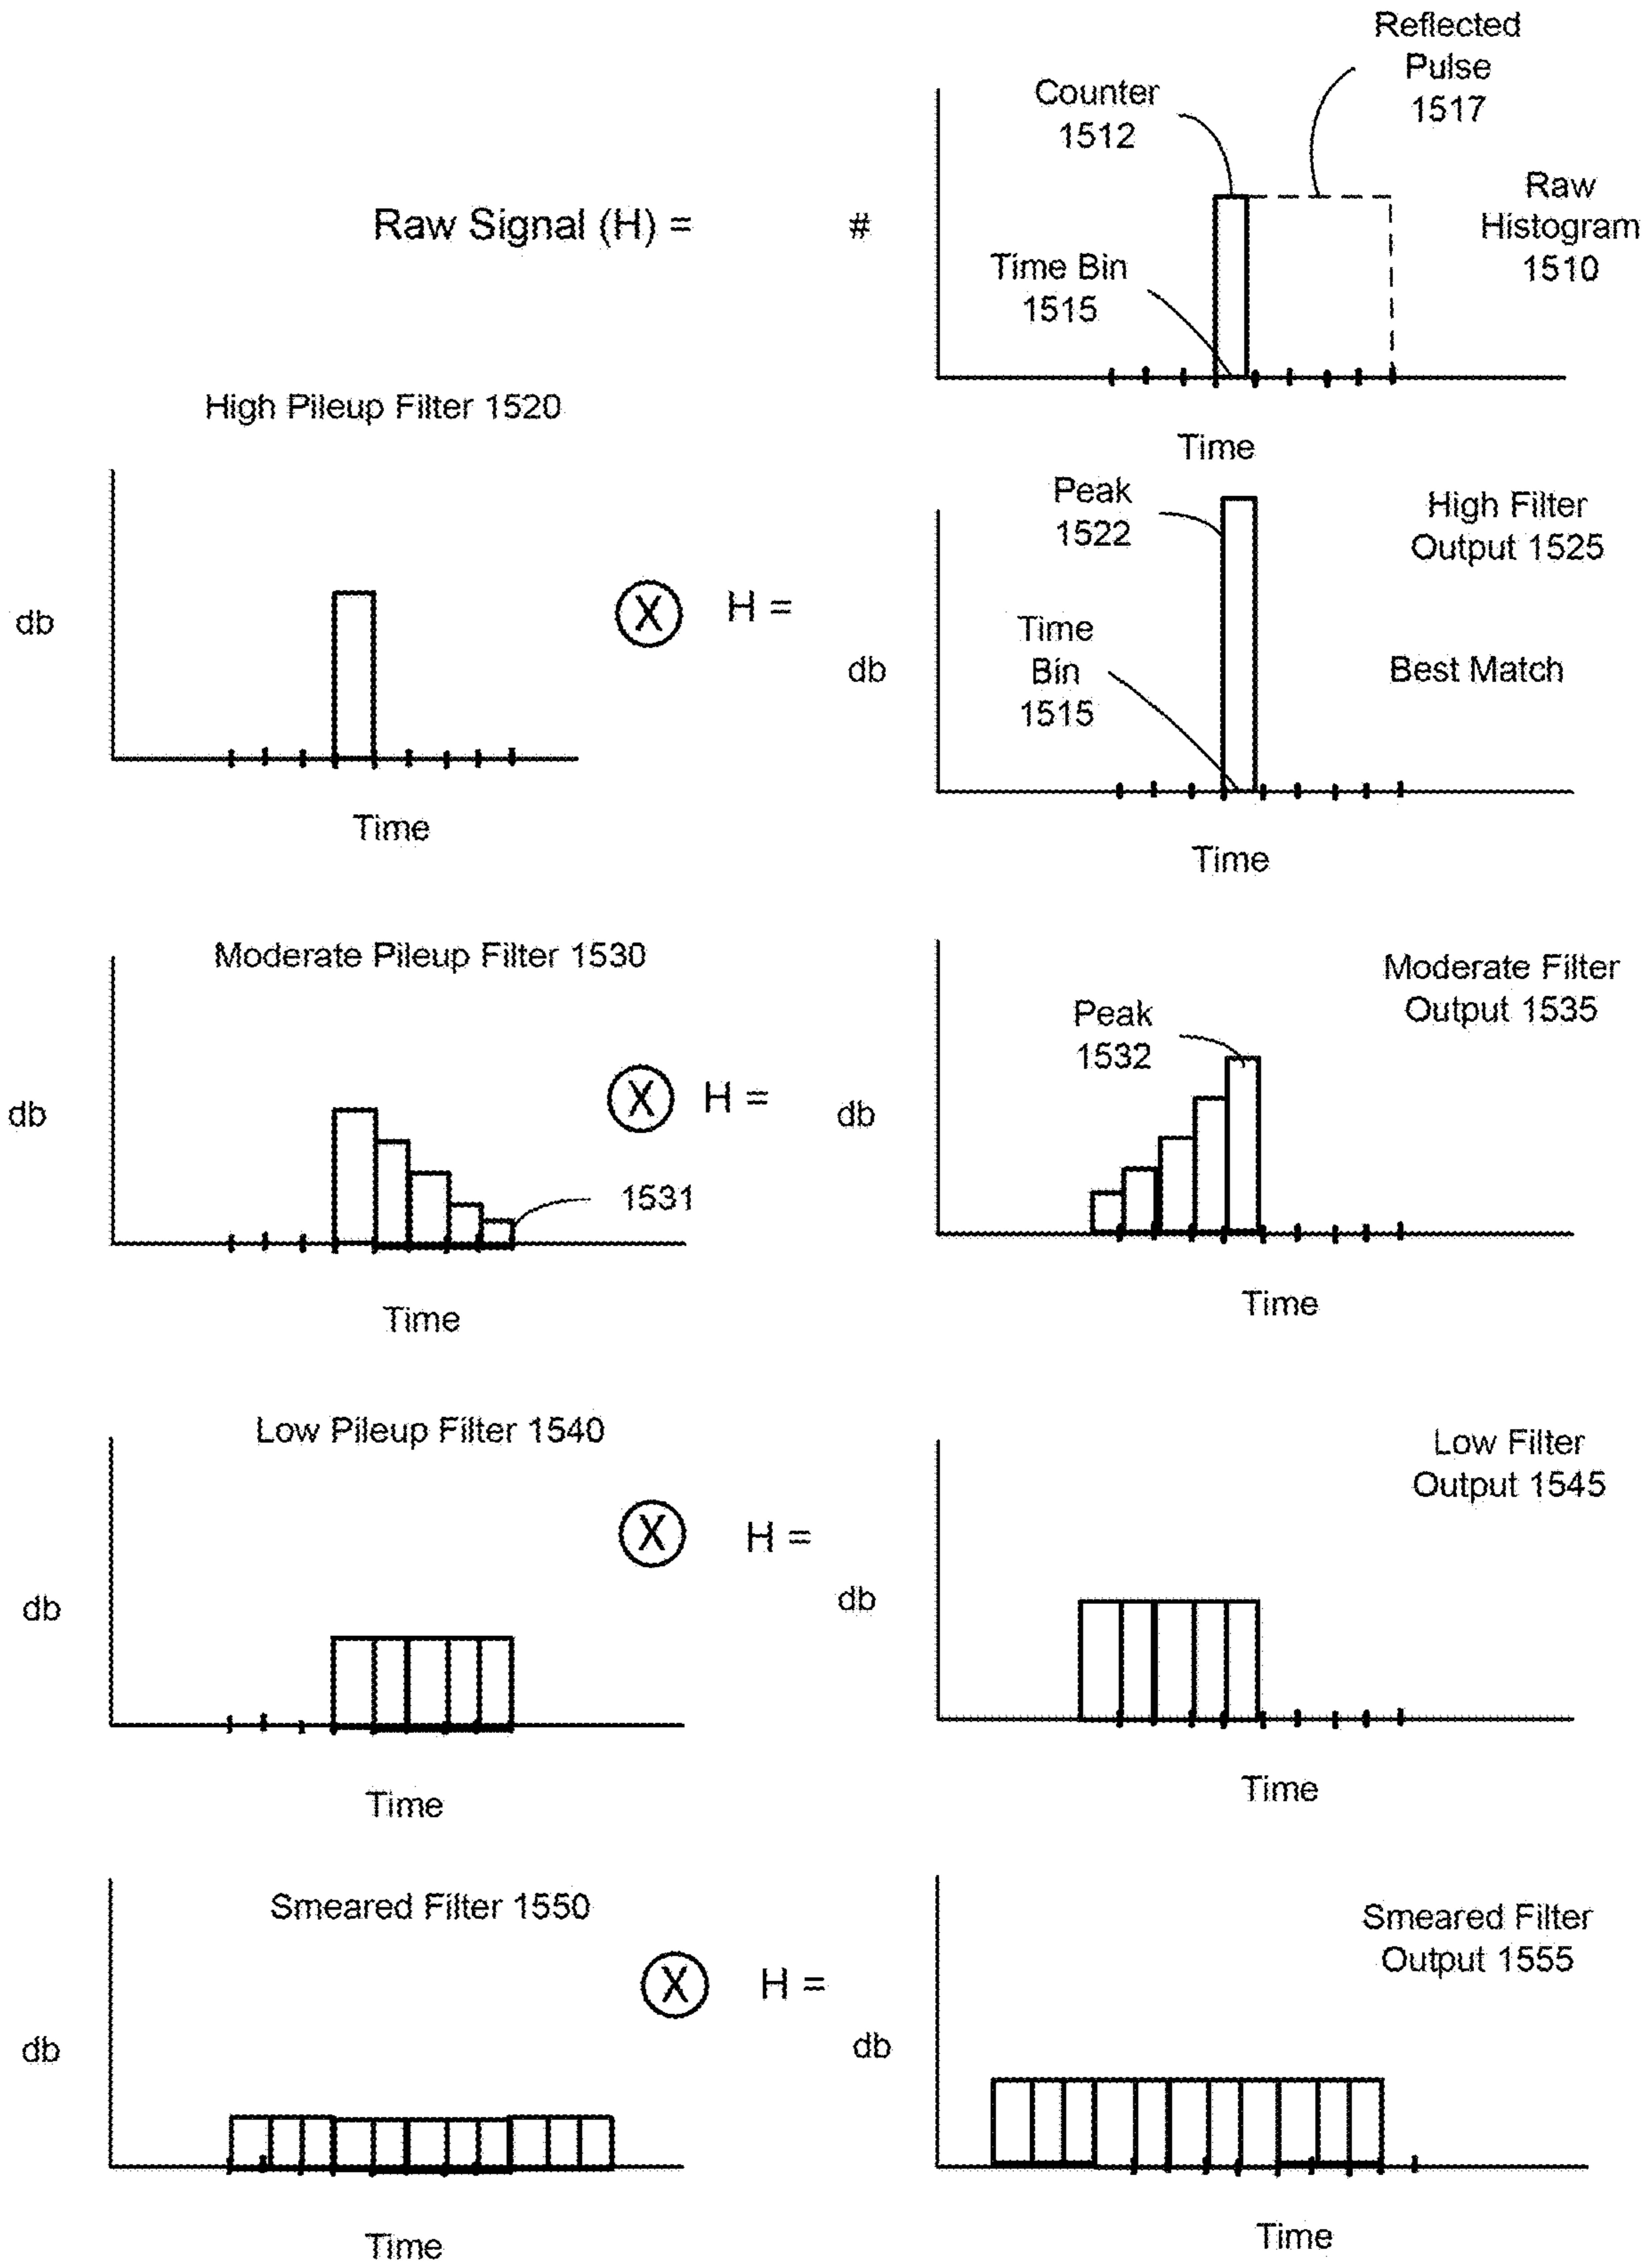 Reflected
Pulse
1517
Counter
1512
Raw Signal (H) =
#
Raw
Histogram
1510
Time Bin
1515
Time
High Pileup Filter 1520
db
Time
X
H =
Peak
1522
High Filter
Output 1525
Time
Bin
1515
db
Best Match
Time
Moderate Pileup Filter 1530
db
1531
Time
X
H =
Moderate Filter
Output 1535
Peak
1532
db
Time
Low Pileup Filter 1540
db
Time
X
H =
Low Filter
Output 1545
db
Time
Smeared Filter 1550
db
Time
X
H =
Smeared Filter
Output 1555
db
Time